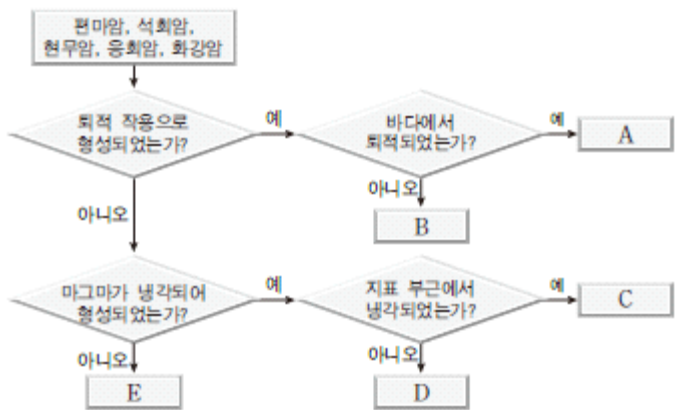 편마암, 석회암,
현무암, 응회암, 화강암
퇴적 작용으로
형성되었는가?
예
바다에서
퇴적되었는가?
예
A
아니오
B
아니오
마그마가 냉각되어
형성되었는가?
예
지표 부근에서
냉각되었는가?
예
C
아니오
E
아니오
D